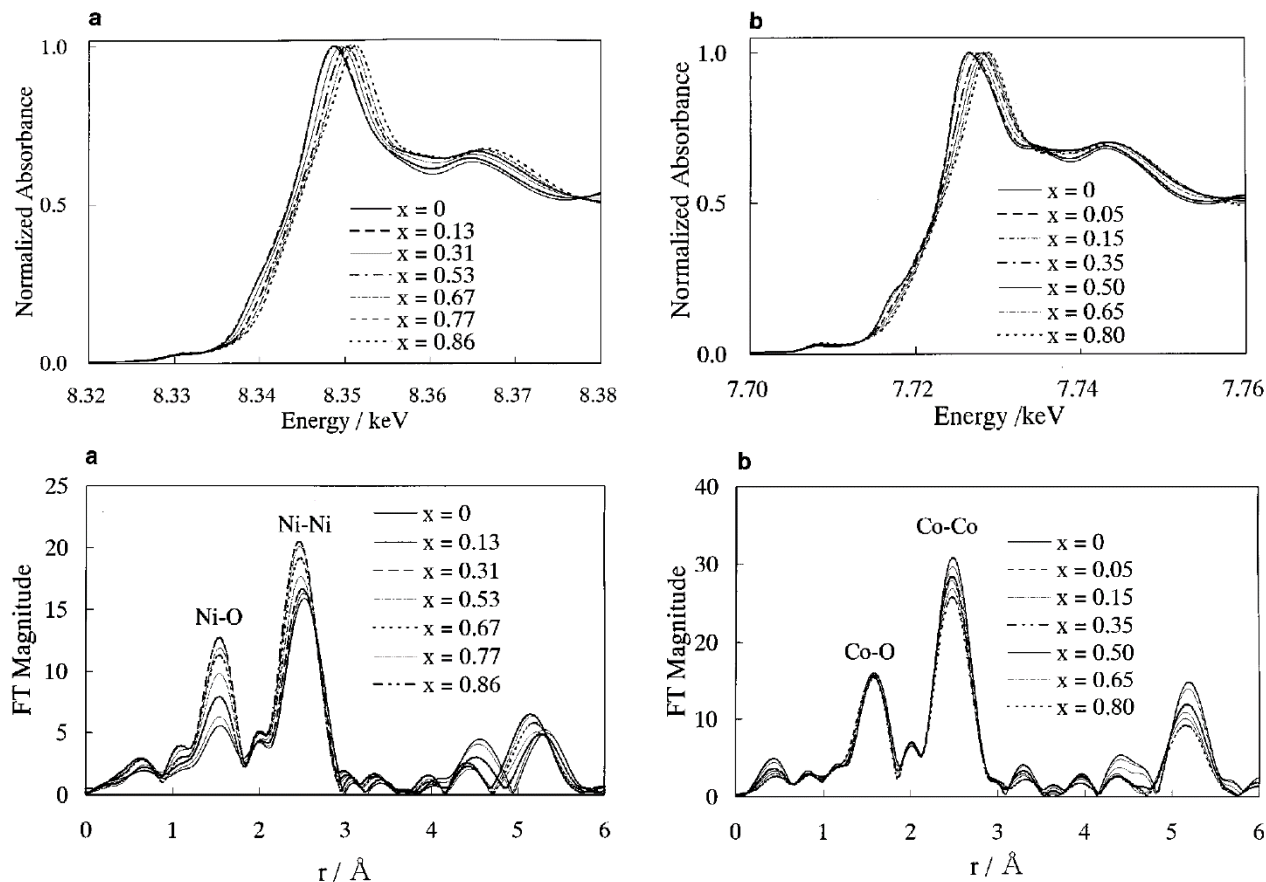 a
1.0
0.5
0.0
Normalized Absorbance
x = 0
x = 0.13
x = 0.31
x = 0.53
x = 0.67
x = 0.77
x = 0.86
8.32 8.33 8.34 8.35 8.36 8.37 8.38
Energy / keV
b
1.0
0.5
0.0
Normalized Absorbance
x = 0
x = 0.05
x = 0.15
x = 0.35
x = 0.50
x = 0.65
x = 0.80
7.70 7.72 7.74 7.76
Energy /keV
a
25
20
15
10
5
0
FT Magnitude
Ni-O
Ni-Ni
x = 0
x = 0.13
x = 0.31
x = 0.53
x = 0.67
x = 0.77
x = 0.86
0 1 2 3 4 5 6
r / Å
b
40
30
20
10
0
FT Magnitude
Co-O
Co-Co
x = 0
x = 0.05
x = 0.15
x = 0.35
x = 0.50
x = 0.65
x = 0.80
0 1 2 3 4 5 6
r / Å